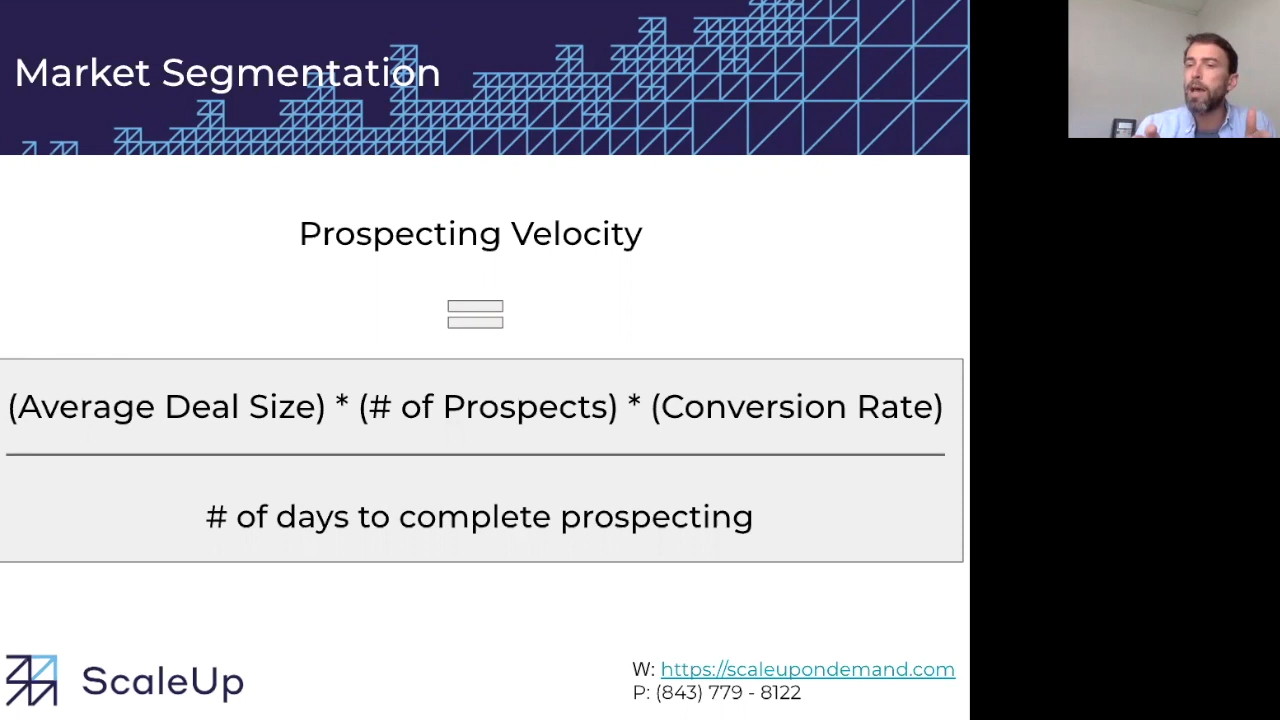 Market Segmentation
Prospecting Velocity
(Average Deal Size) * (# of Prospects) * (Conversion Rate)
# of days to complete prospecting
ScaleUp
W: https://scaleupondemand.com
P: (843) 779 - 8122